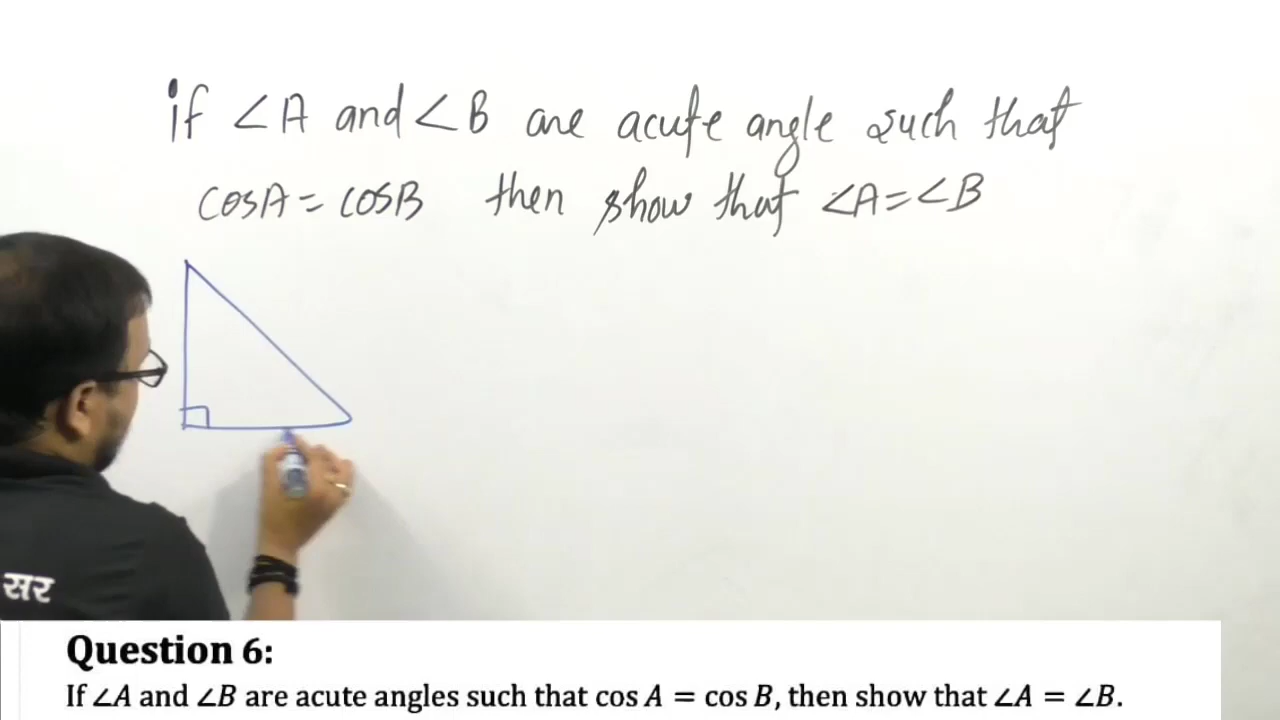 if ∠A and ∠B are acute angle such that
cosA = cosB then show that ∠A = ∠B
सर
Question 6:
If ∠A and ∠B are acute angles such that cos A = cos B, then show that ∠A = ∠B.